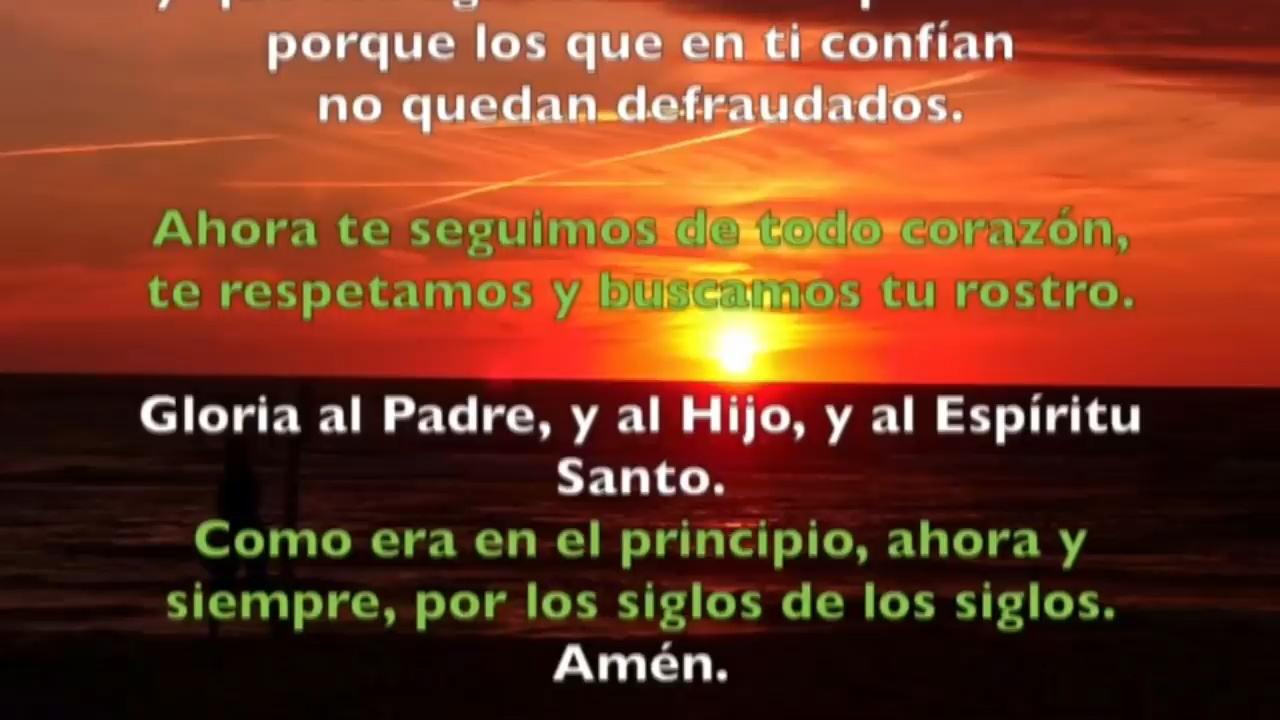 porque los que en ti confían
no quedan defraudados.
Ahora te seguimos de todo corazón,
te respetamos y buscamos tu rostro.
Gloria al Padre, y al Hijo, y al Espíritu
Santo.
Como era en el principio, ahora y
siempre, por los siglos de los siglos.
Amén.